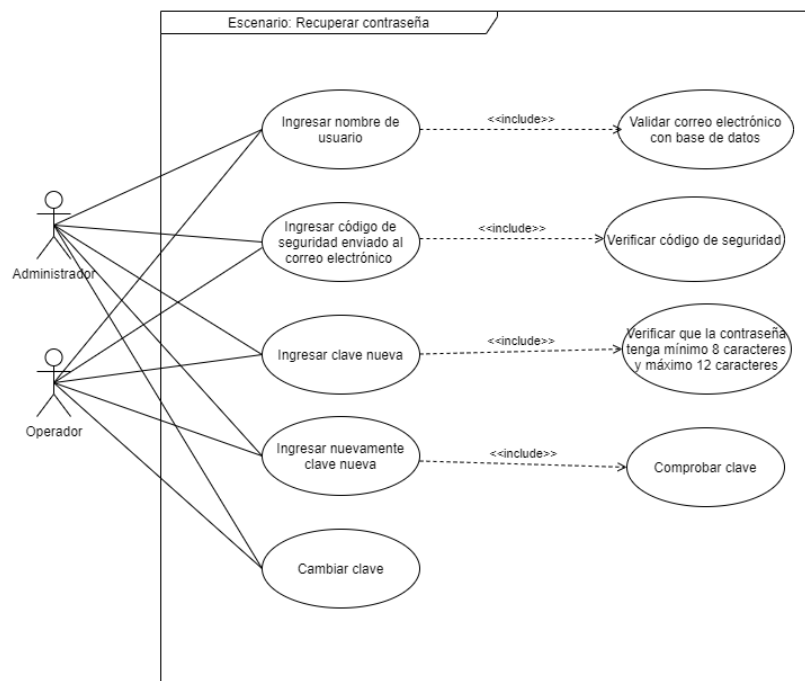 Escenario: Recuperar contraseña
Ingresar nombre de
usuario
<<include>>
Validar correo electrónico
con base de datos
Administrador
Ingresar código de
seguridad enviado al
correo electrónico
<<include>>
Verificar código de seguridad
Operador
Ingresar clave nueva
<<include>>
Verificar que la contraseña
tenga mínimo 8 caracteres
y máximo 12 caracteres
Ingresar nuevamente
clave nueva
<<include>>
Comprobar clave
Cambiar clave